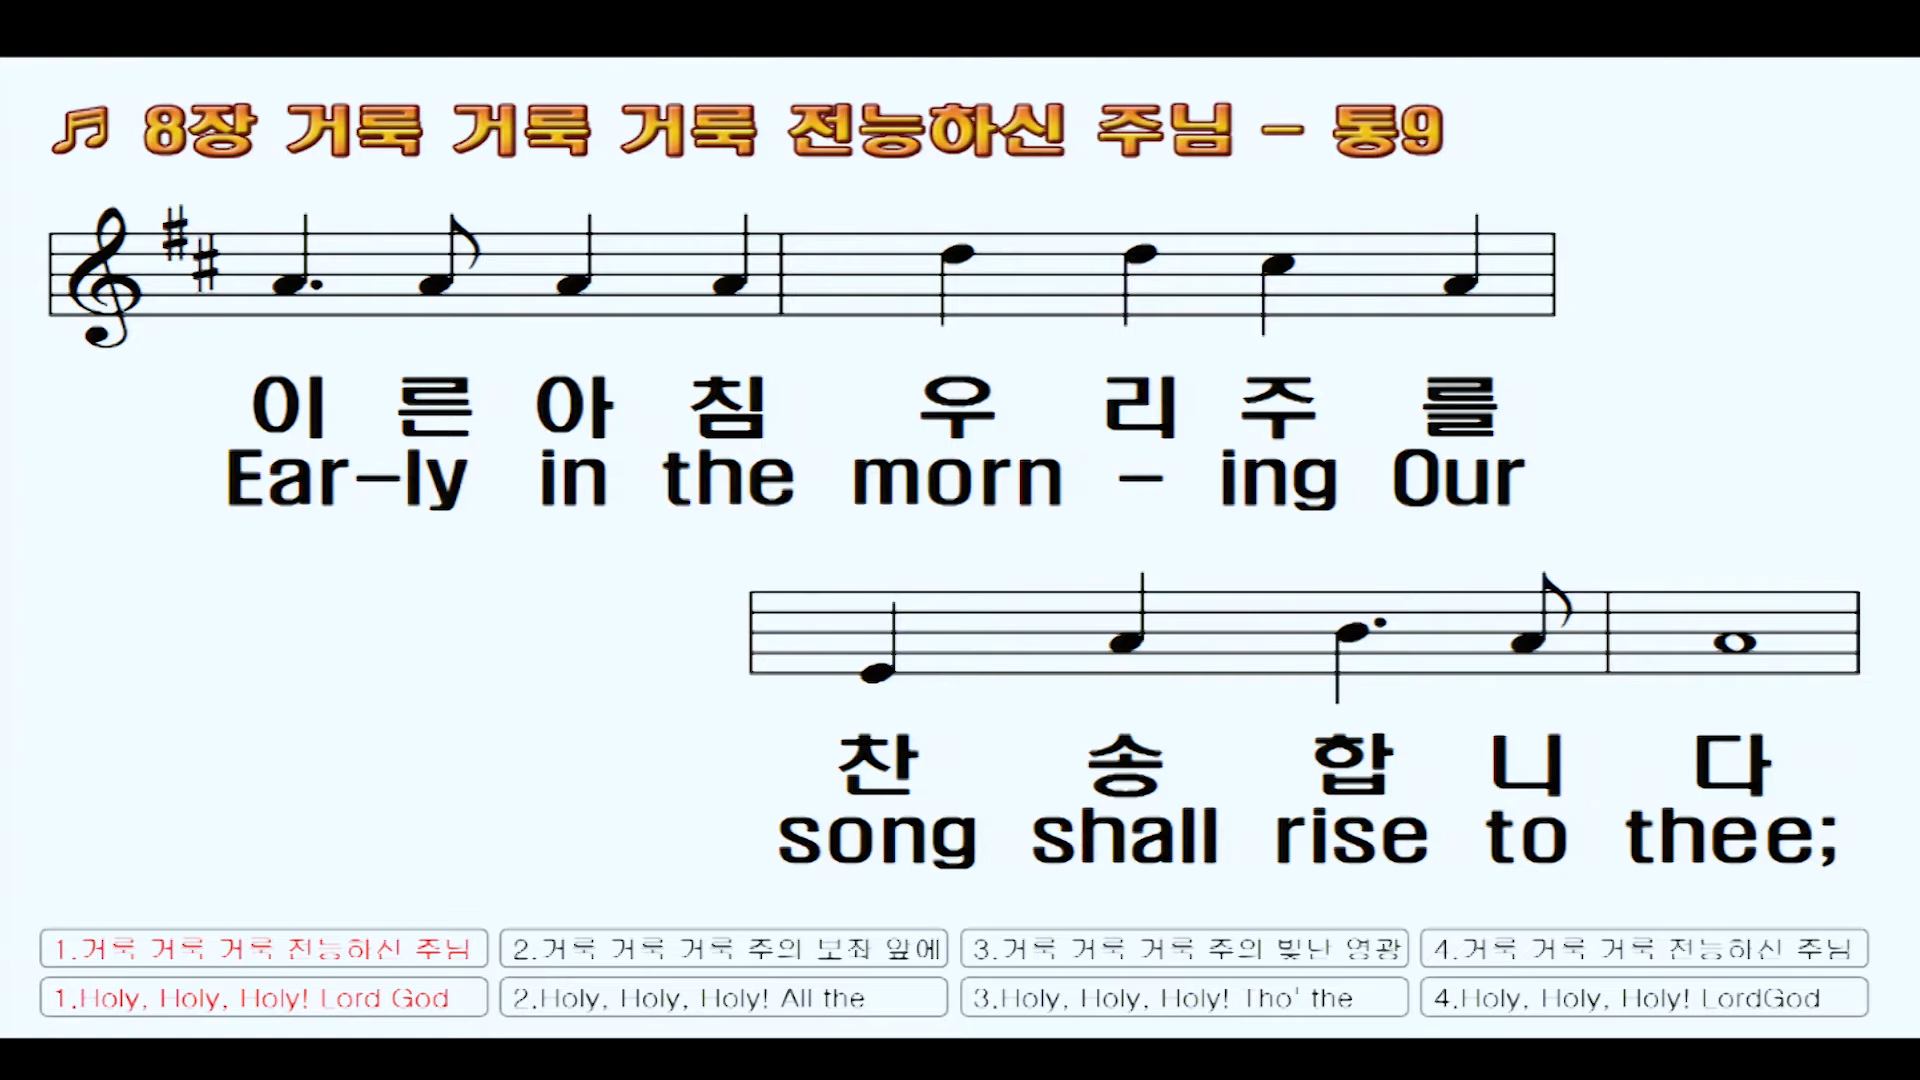 ♬ 8장 거룩 거룩 거룩 전능하신 주님 - 통9
이 른 아 침 우 리 주 를
Ear-ly in the morn - ing Our
찬 송 합 니 다
song shall rise to thee;
1.거룩 거룩 거룩 전능하신 주님 2.거룩 거룩 거룩 주의 보좌 앞에 3.거룩 거룩 거룩 주의 빛난 영광 4.거룩 거룩 거룩 전능하신 주님
1.Holy, Holy, Holy! Lord God 2.Holy, Holy, Holy! All the 3.Holy, Holy, Holy! Tho' the 4.Holy, Holy, Holy! LordGod